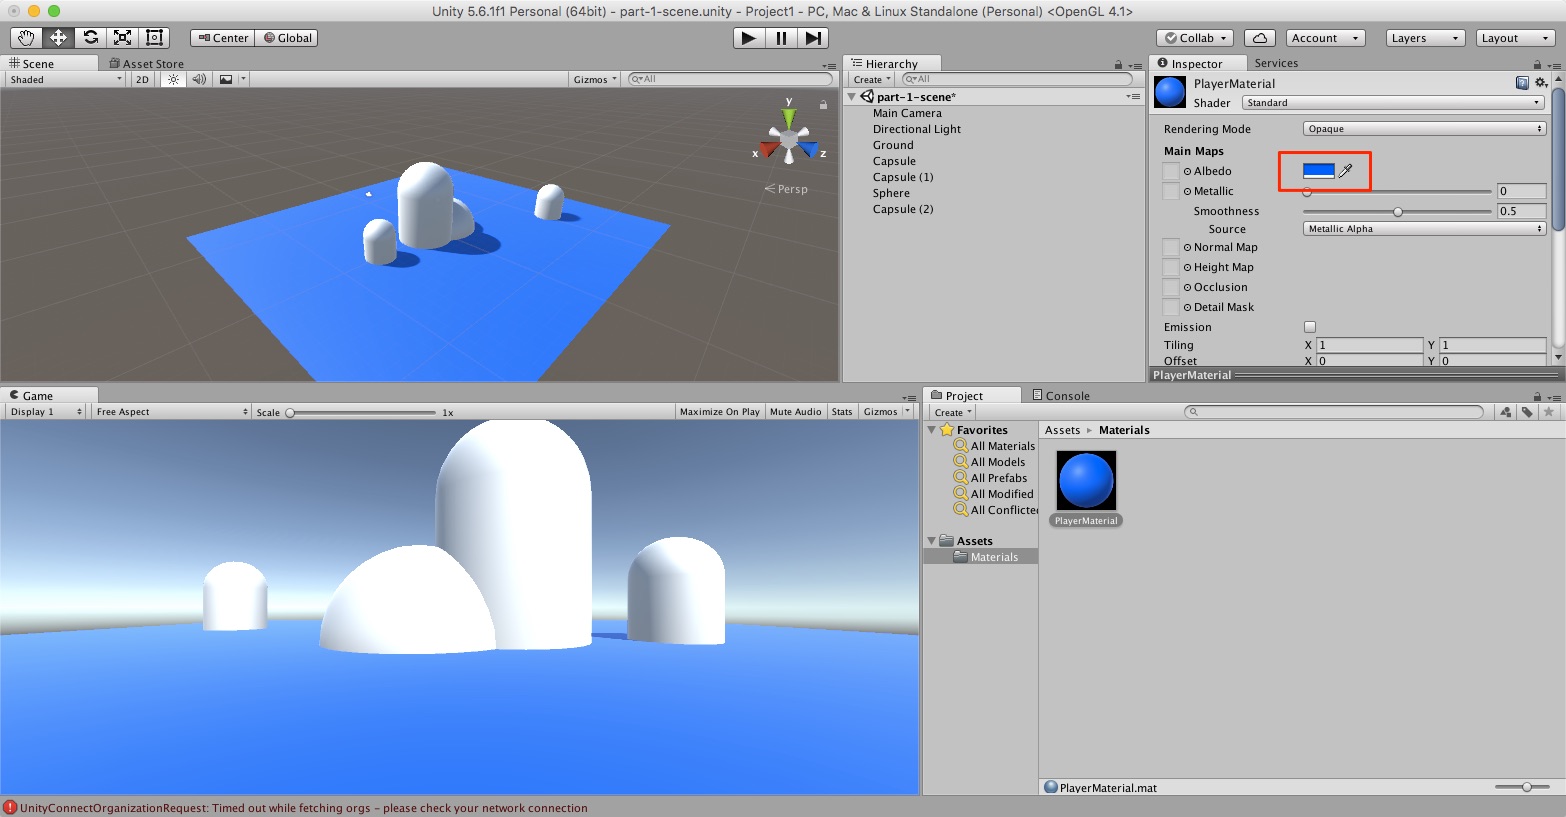 Unity 5.6.1f1 Personal (64bit) - part-1-scene.unity - Project1 - PC, Mac & Linux Standalone (Personal) <OpenGL 4.1>
Center Global
Collab Account Layers Layout
Scene Asset Store
Shaded 2D Gizmos All
y
x z
Persp
Hierarchy
Create All
part-1-scene*
Main Camera
Directional Light
Ground
Capsule
Capsule (1)
Sphere
Capsule (2)
Inspector Services
PlayerMaterial
Shader Standard
Rendering Mode Opaque
Main Maps
Albedo
Metallic 0
Smoothness 0.5
Source Metallic Alpha
Normal Map
Height Map
Occlusion
Detail Mask
Emission
Tiling X 1 Y 1
Offset X 0 Y 0
PlayerMaterial
Game
Display 1 Free Aspect Scale 1x Maximize On Play Mute Audio Stats Gizmos
Project Console
Create
Favorites
All Materials
All Models
All Prefabs
All Modified
All Conflicte
Assets
Materials
Assets Materials
PlayerMaterial
PlayerMaterial.mat
UnityConnectOrganizationRequest: Timed out while fetching orgs - please check your network connection